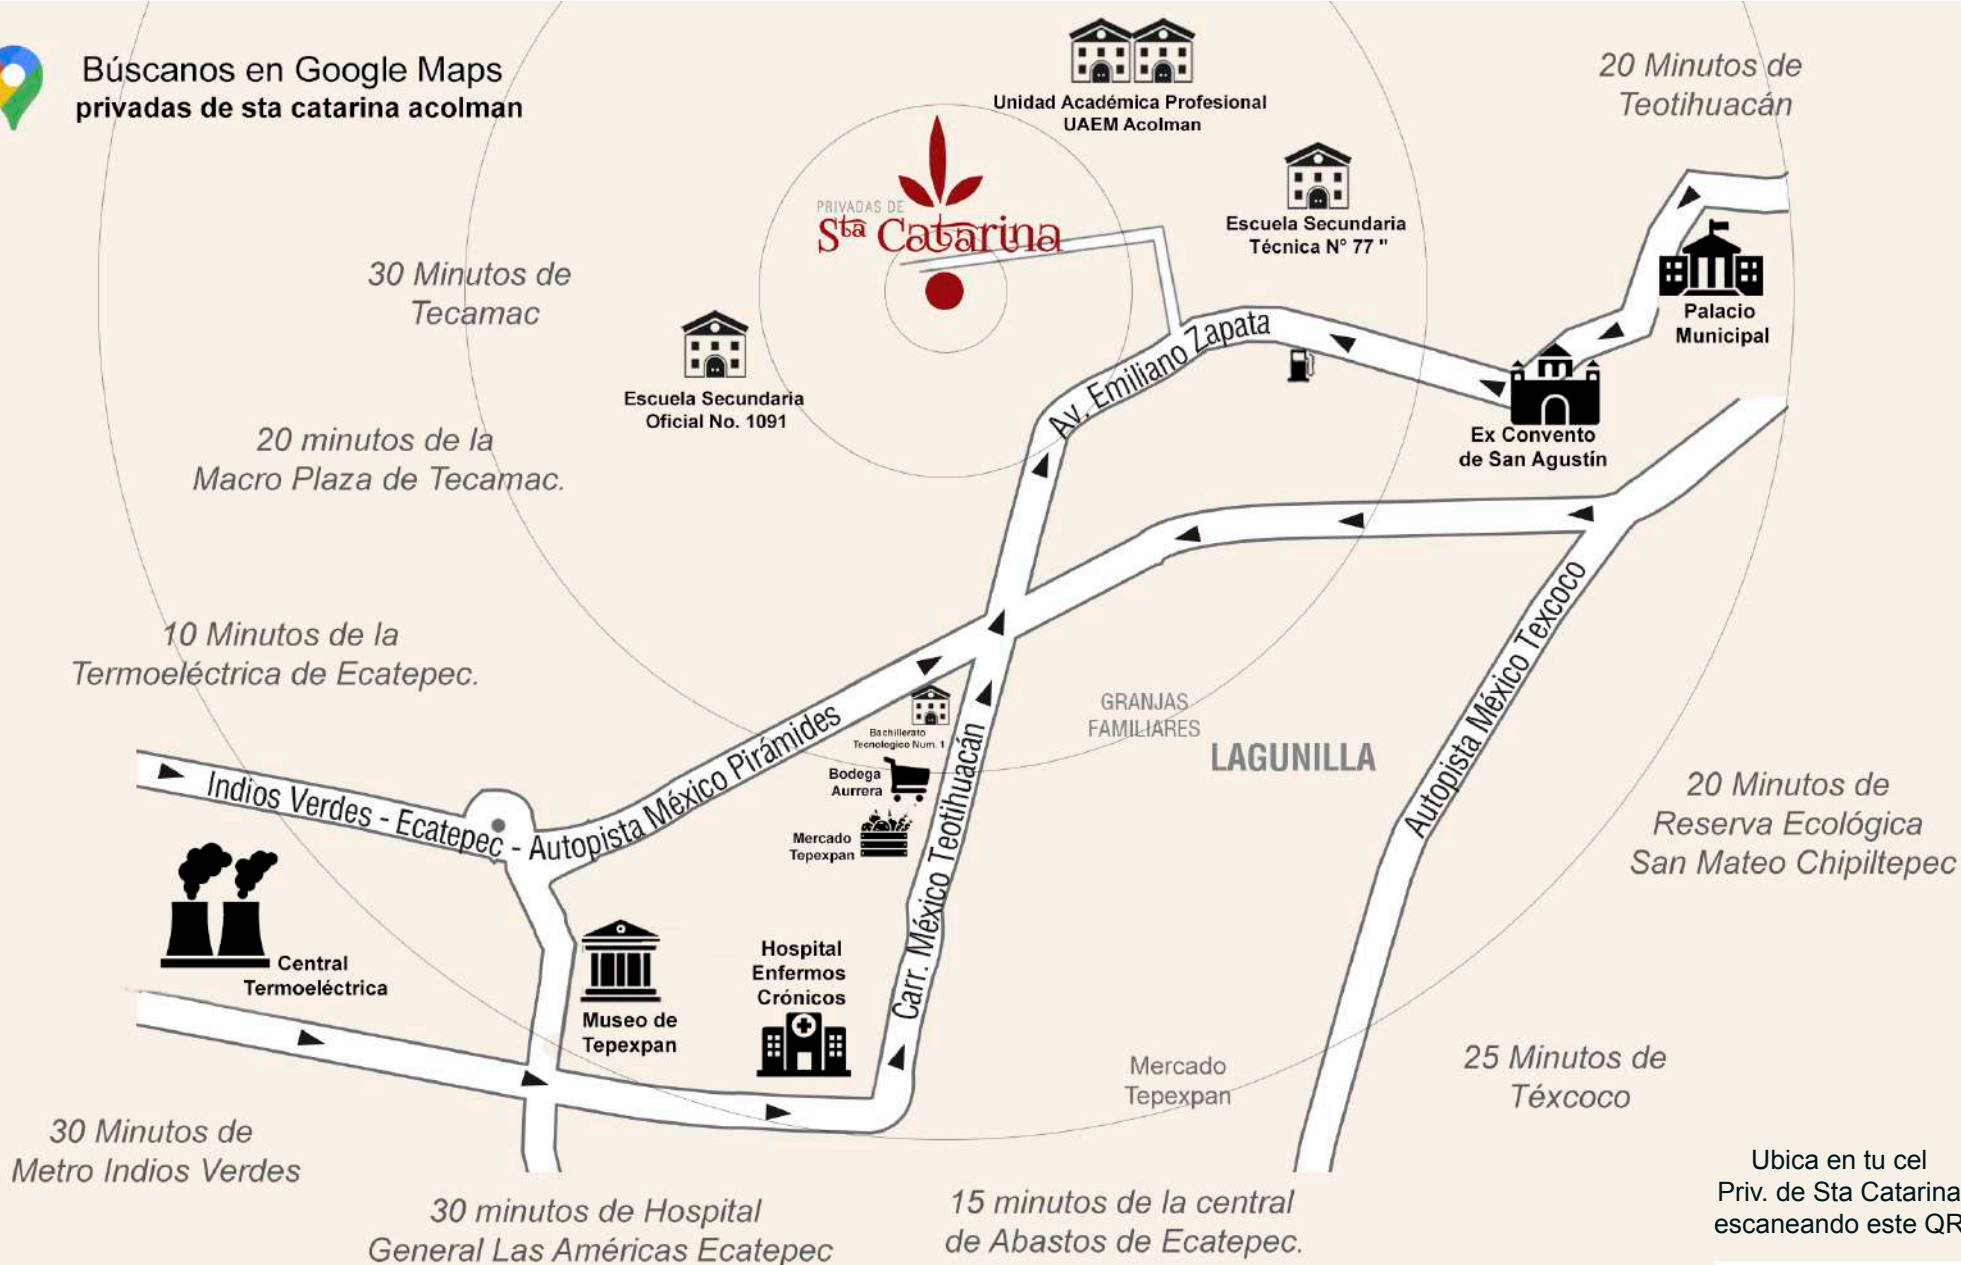 Búscanos en Google Maps
privadas de sta catarina acolman
Unidad Académica Profesional
UAEM Acolman
20 Minutos de
Teotihuacán
PRIVADAS DE
Sta Catarina
Escuela Secundaria
Técnica N° 77 "
30 Minutos de
Tecamac
Palacio
Municipal
Escuela Secundaria
Oficial No. 1091
Av. Emiliano Zapata
Ex Convento
de San Agustín
20 minutos de la
Macro Plaza de Tecamac.
10 Minutos de la
Termoeléctrica de Ecatepec.
Autopista México Texcoco
GRANJAS
FAMILIARES
LAGUNILLA
Bachillerato
Tecnologico Num. 1
Bodega
Aurrera
Mercado
Tepexpan
Indios Verdes - Ecatepec - Autopista México Pirámides
Carr. México Teotihuacán
20 Minutos de
Reserva Ecológica
San Mateo Chipiltepec
Central
Termoeléctrica
Hospital
Enfermos
Crónicos
Museo de
Tepexpan
Mercado
Tepexpan
25 Minutos de
Téxcoco
30 Minutos de
Metro Indios Verdes
30 minutos de Hospital
General Las Américas Ecatepec
15 minutos de la central
de Abastos de Ecatepec.
Ubica en tu cel
Priv. de Sta Catarina
escaneando este QR